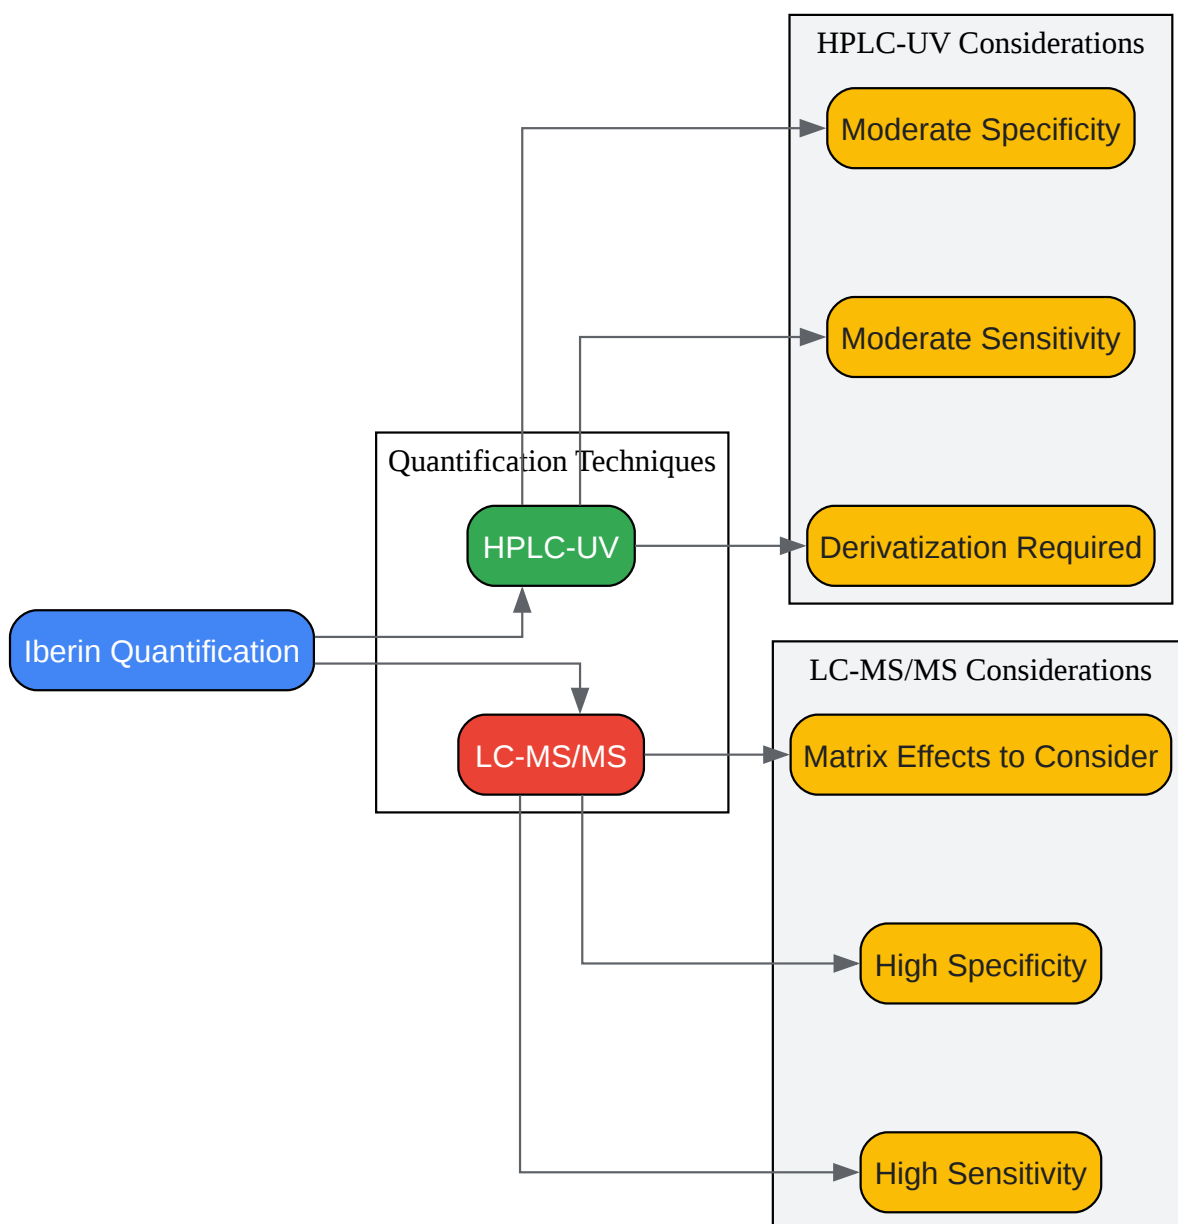 HPLC-UV Considerations
Moderate Specificity
Moderate Sensitivity
Quantification Techniques
HPLC-UV
Derivatization Required
Iberin Quantification
LC-MS/MS Considerations
LC-MS/MS
Matrix Effects to Consider
High Specificity
High Sensitivity